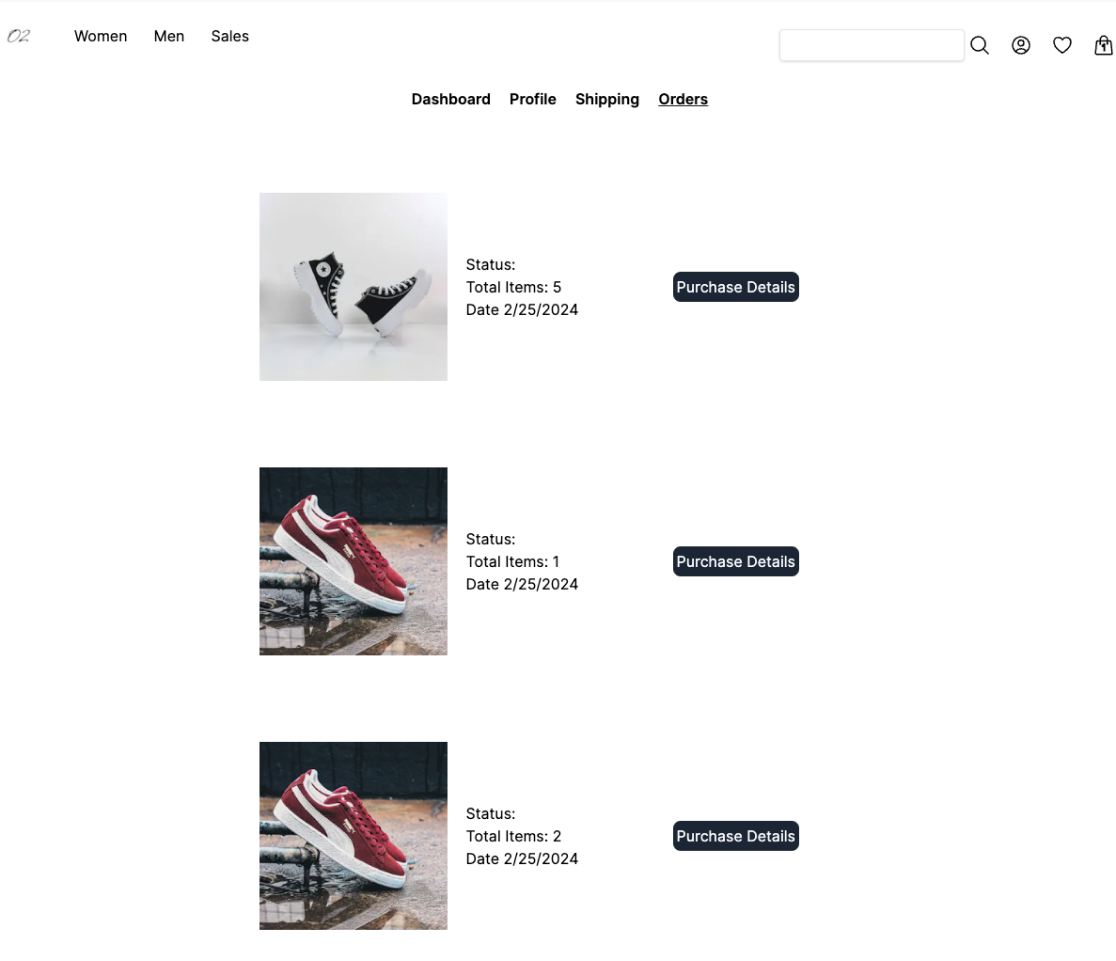 O2
Women Men Sales
1
Dashboard Profile Shipping Orders
Status:
Total Items: 5
Date 2/25/2024
Purchase Details
Status:
Total Items: 1
Date 2/25/2024
Purchase Details
Status:
Total Items: 2
Date 2/25/2024
Purchase Details